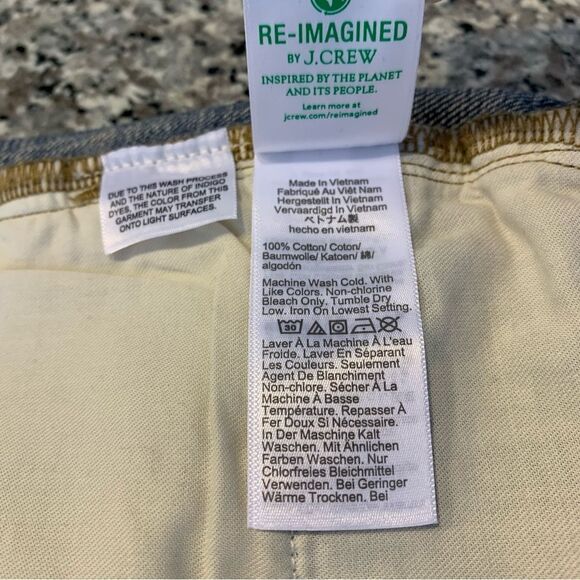 RE-IMAGINED
BY J.CREW
INSPIRED BY THE PLANET
AND ITS PEOPLE.
Learn more at
jcrew.com/reimagined
DUE TO THIS WASH PROCESS
AND THE NATURE OF INDIGO
DYES, THE COLOR FROM THIS
GARMENT MAY TRANSFER
ONTO LIGHT SURFACES.
Made In Vietnam
Fabriqué Au Viêt Nam
Hergestellt In Vietnam
Vervaardigd In Vietnam
ベトナム製
hecho en vietnam
100% Cotton/ Coton/
Baumwolle/ Katoen/ 綿/
algodón
Machine Wash Cold. With
Like Colors. Non-chlorine
Bleach Only. Tumble Dry
Low. Iron On Lowest Setting.
30
Laver À La Machine À L'eau
Froide. Laver En Séparant
Les Couleurs. Seulement
Agent De Blanchiment
Non-chlore. Sécher À La
Machine À Basse
Température. Repasser À
Fer Doux Si Nécessaire.
In Der Maschine Kalt
Waschen. Mit Ähnlichen
Farben Waschen. Nur
Chlorfreies Bleichmittel
Verwenden. Bei Geringer
Wärme Trocknen. Bei